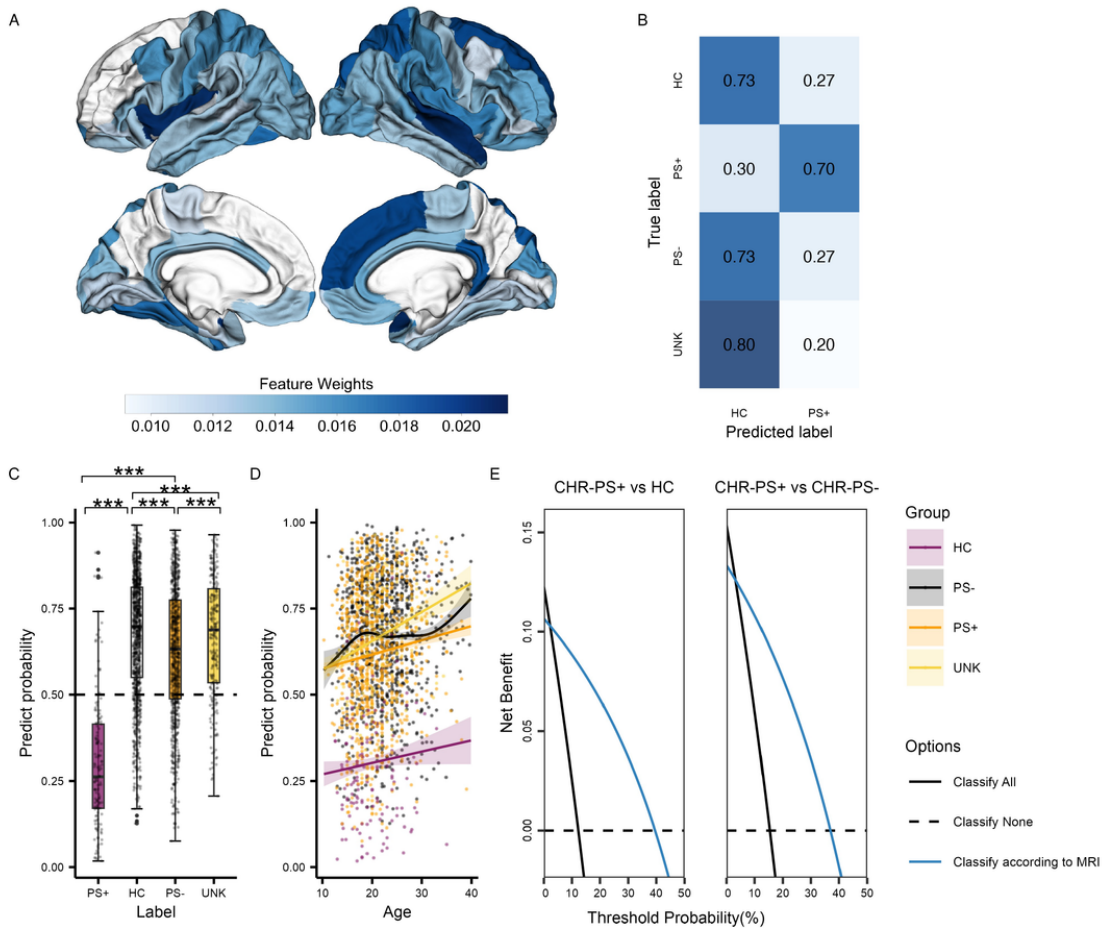 A
Feature Weights
0.010 0.012 0.014 0.016 0.018 0.020
B
True label
HC 0.73 0.27
PS+ 0.30 0.70
PS- 0.73 0.27
UNK 0.80 0.20
HC PS+
Predicted label
C
***
***
*** *** ***
Predict probability
1.00
0.75
0.50
0.25
0.00
PS+ HC PS- UNK
Label
D
Predict probability
1.00
0.75
0.50
0.25
0.00
10 20 30 40
Age
E
CHR-PS+ vs HC CHR-PS+ vs CHR-PS-
Net Benefit
0.15
0.10
0.05
0.00
0 10 20 30 40 50 0 10 20 30 40 50
Threshold Probability(%)
Group
HC
PS-
PS+
UNK
Options
Classify All
Classify None
Classify according to MRI